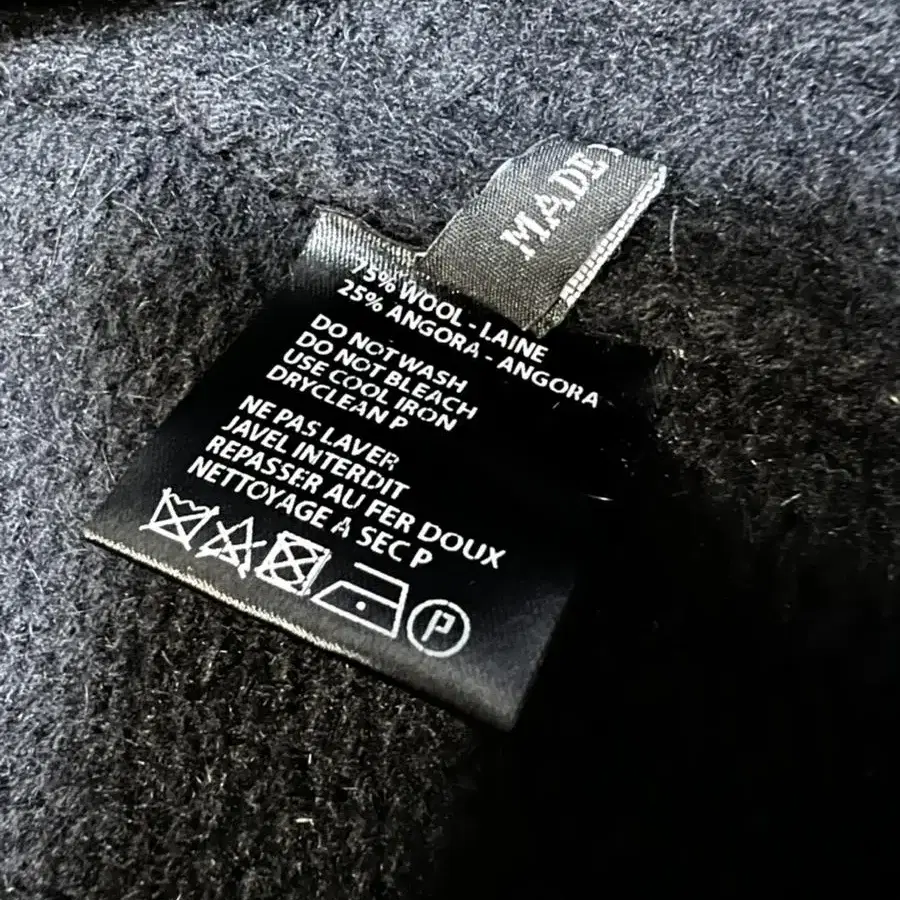 MADE
75% WOOL - LAINE
25% ANGORA - ANGORA
DO NOT WASH
DO NOT BLEACH
USE COOL IRON
DRYCLEAN P
NE PAS LAVER
JAVEL INTERDIT
REPASSER AU FER DOUX
NETTOYAGE A SEC P
P